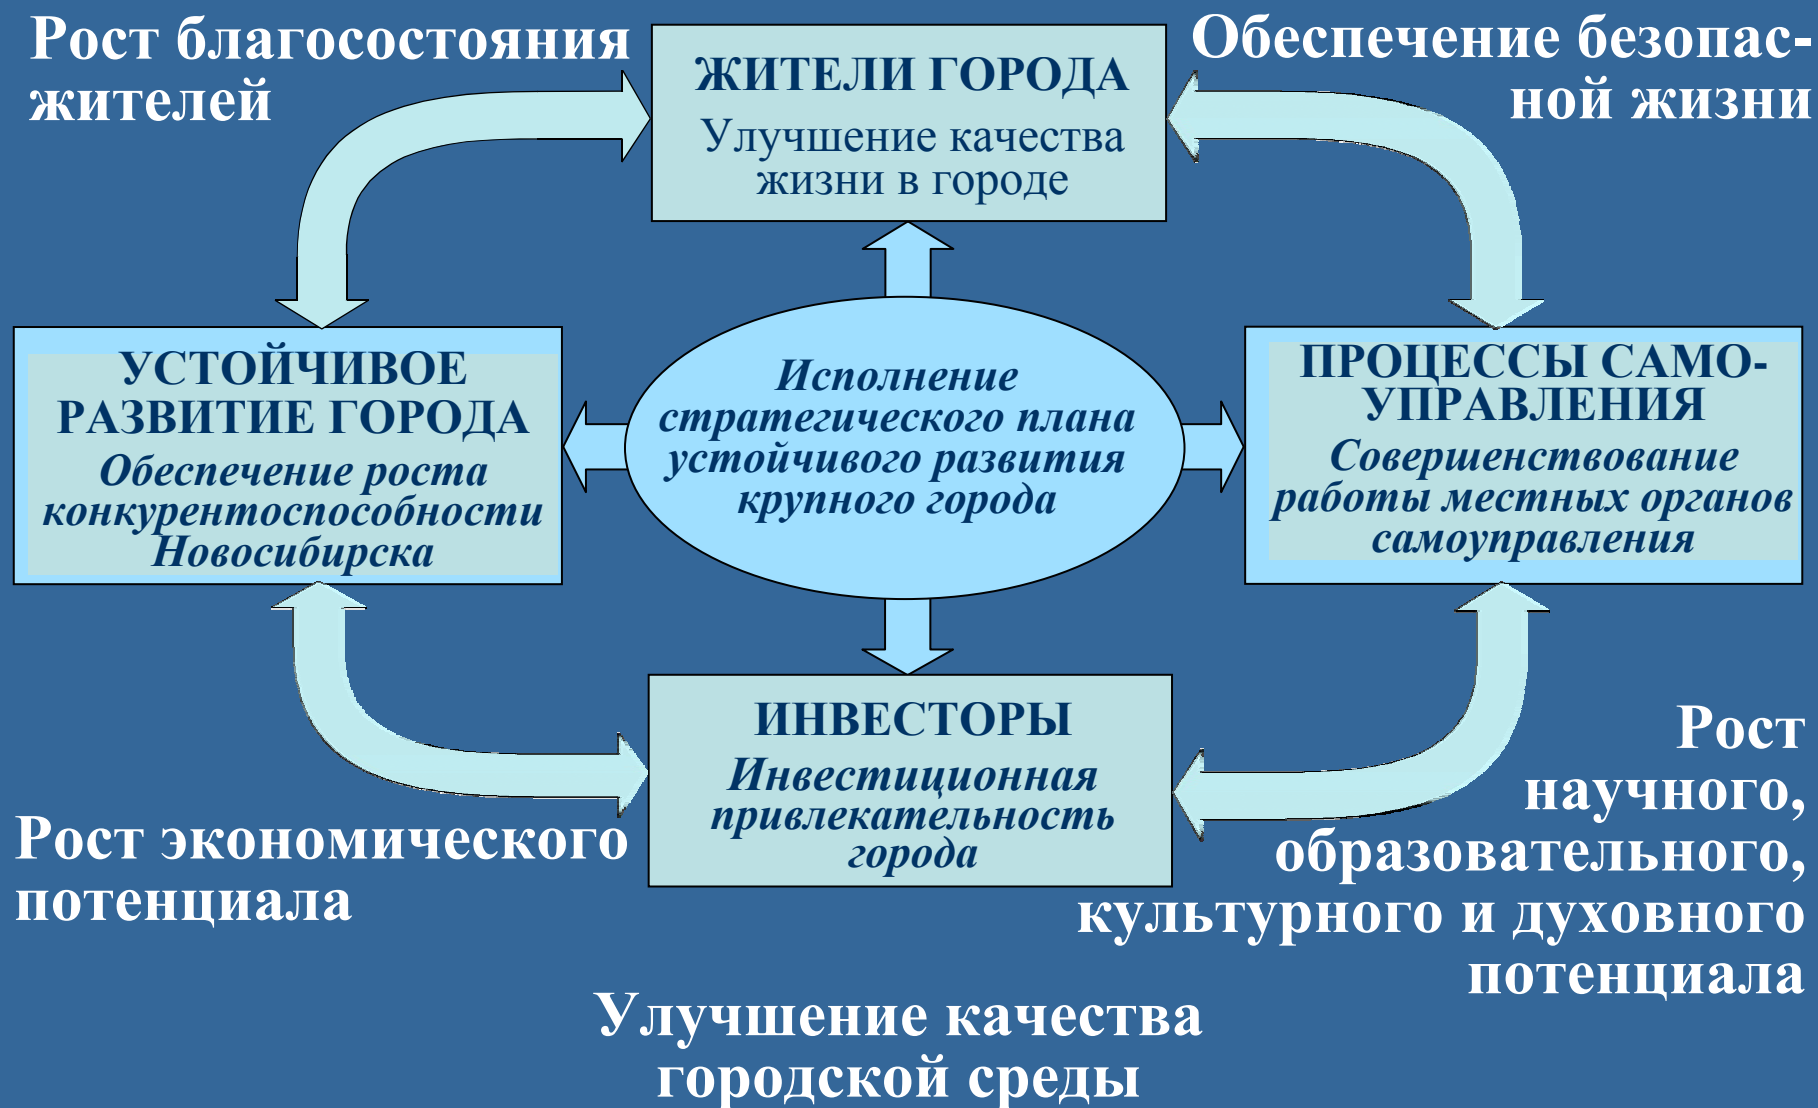 Рост благосостояния
жителей
ЖИТЕЛИ ГОРОДА
Улучшение качества
жизни в городе
Обеспечение безопас-
ной жизни
УСТОЙЧИВОЕ
РАЗВИТИЕ ГОРОДА
Обеспечение роста
конкурентоспособности
Новосибирска
Исполнение
стратегического плана
устойчивого развития
крупного города
ПРОЦЕССЫ САМО-
УПРАВЛЕНИЯ
Совершенствование
работы местных органов
самоуправления
ИНВЕСТОРЫ
Инвестиционная
привлекательность
города
Рост экономического
потенциала
Рост
научного,
образовательного,
культурного и духовного
потенциала
Улучшение качества
городской среды